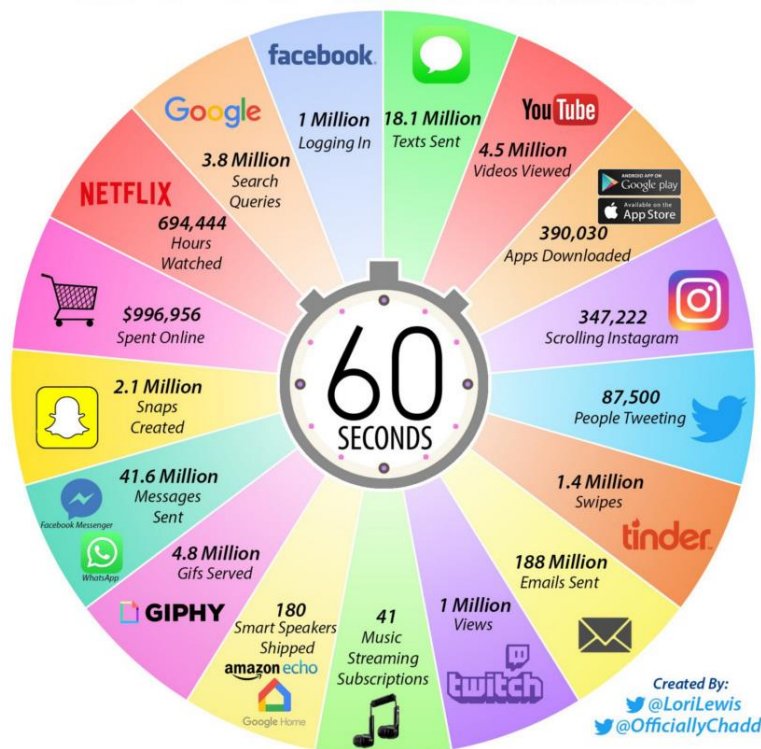 facebook
1 Million
Logging In
18.1 Million
Texts Sent
YouTube
4.5 Million
Videos Viewed
ANDROID APP ON
Google play
Available on the
App Store
390,030
Apps Downloaded
347,222
Scrolling Instagram
87,500
People Tweeting
1.4 Million
Swipes
tinder
188 Million
Emails Sent
1 Million
Views
twitch
41
Music
Streaming
Subscriptions
180
Smart Speakers
Shipped
amazon echo
Google Home
4.8 Million
Gifs Served
GIPHY
41.6 Million
Messages
Sent
Facebook Messenger
WhatsApp
2.1 Million
Snaps
Created
$996,956
Spent Online
NETFLIX
694,444
Hours
Watched
Google
3.8 Million
Search
Queries
60
SECONDS
Created By:
@LoriLewis
@OfficiallyChadd